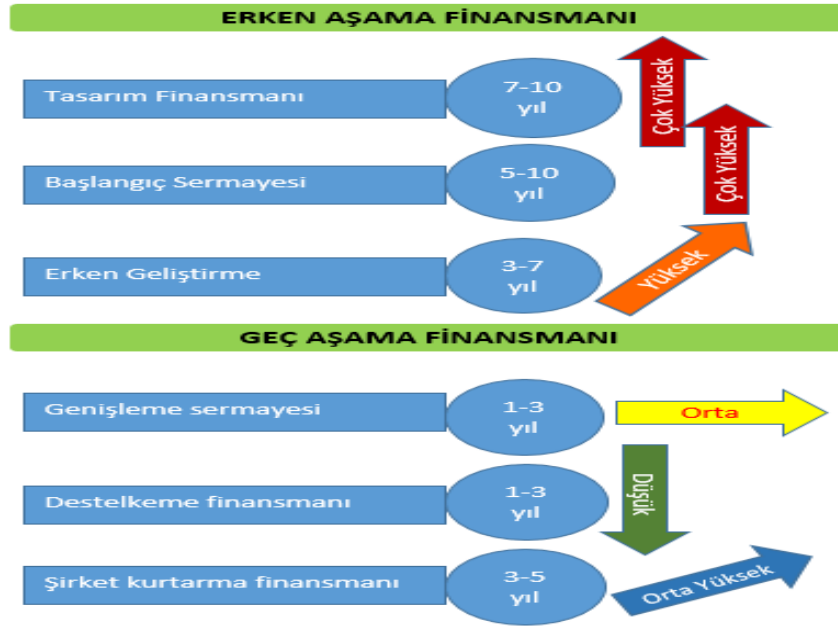 ERKEN AŞAMA FİNANSMANI
Tasarım Finansmanı
7-10
yıl
Çok Yüksek
Başlangıç Sermayesi
5-10
yıl
Çok Yüksek
Erken Geliştirme
3-7
yıl
Yüksek
GEÇ AŞAMA FİNANSMANI
Genişleme sermayesi
1-3
yıl
Orta
Destelkeme finansmanı
1-3
yıl
Düşük
Şirket kurtarma finansmanı
3-5
yıl
Orta Yüksek